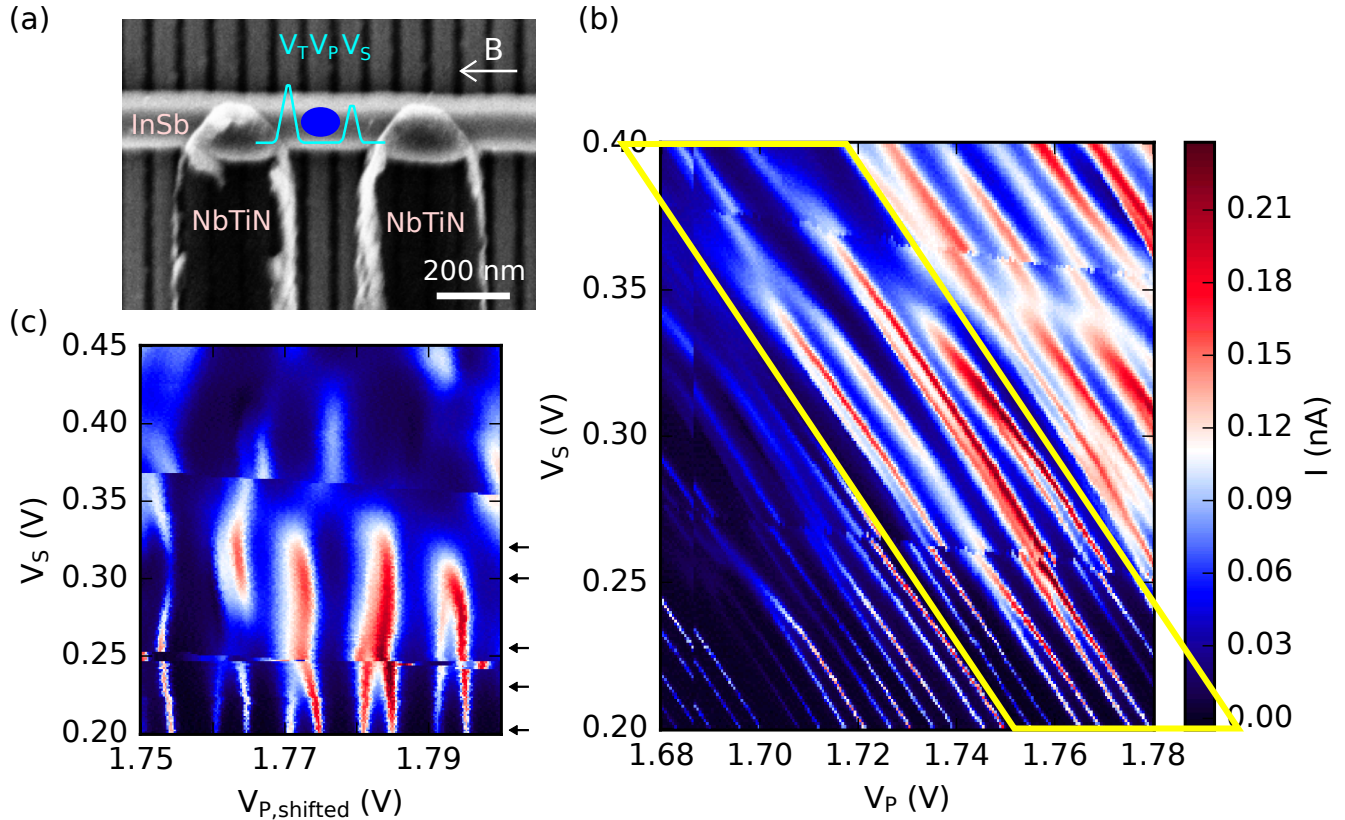 (a)
V_T V_P V_S
B
InSb
NbTiN
NbTiN
200 nm
(b)
0.40
0.35
0.30
0.25
0.20
V_S (V)
1.68
1.70
1.72
1.74
1.76
1.78
V_P (V)
0.21
0.18
0.15
0.12
0.09
0.06
0.03
0.00
I (nA)
(c)
0.45
0.40
0.35
0.30
0.25
0.20
V_S (V)
1.75
1.77
1.79
V_P,shifted (V)